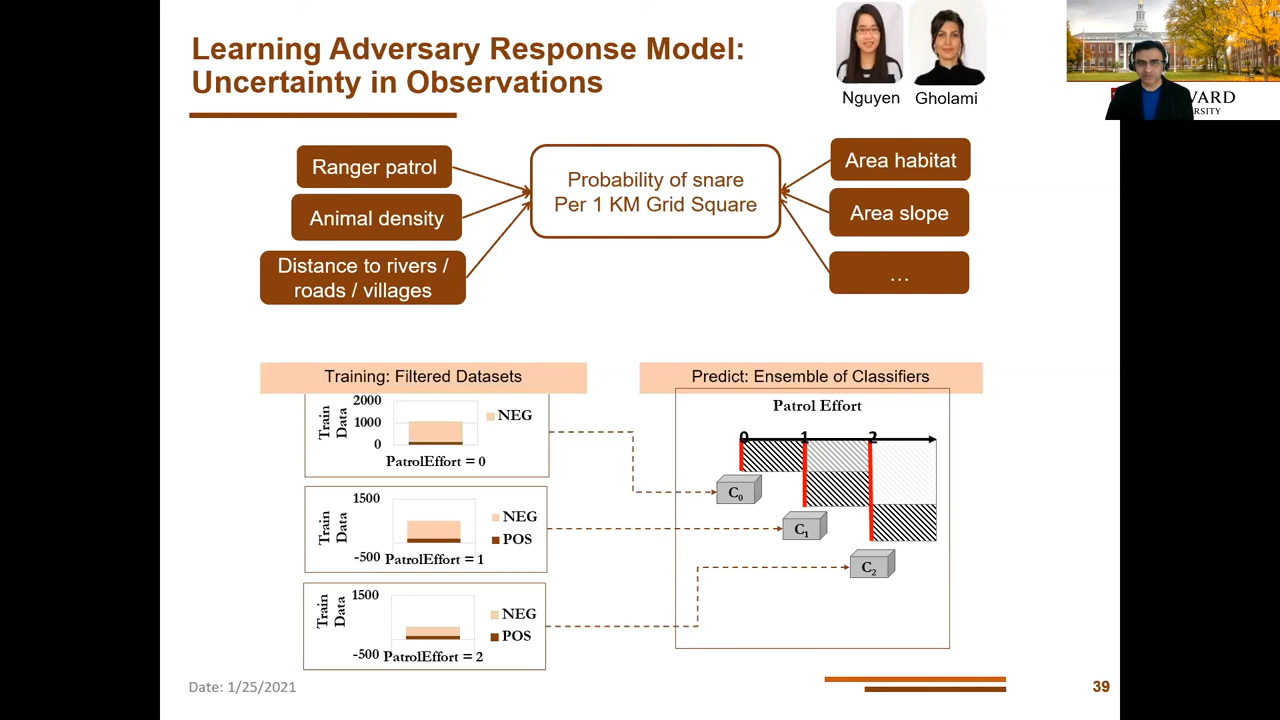 Learning Adversary Response Model:
Uncertainty in Observations
Nguyen
Gholami
VARD
RSITY
Ranger patrol
Animal density
Distance to rivers /
roads / villages
Probability of snare
Per 1 KM Grid Square
Area habitat
Area slope
...
Training: Filtered Datasets
Train
Data
2000
1000
0
NEG
PatrolEffort = 0
Train
Data
1500
-500
NEG
POS
PatrolEffort = 1
Train
Data
1500
-500
NEG
POS
PatrolEffort = 2
Predict: Ensemble of Classifiers
Patrol Effort
0
1
2
C0
C1
C2
Date: 1/25/2021
39